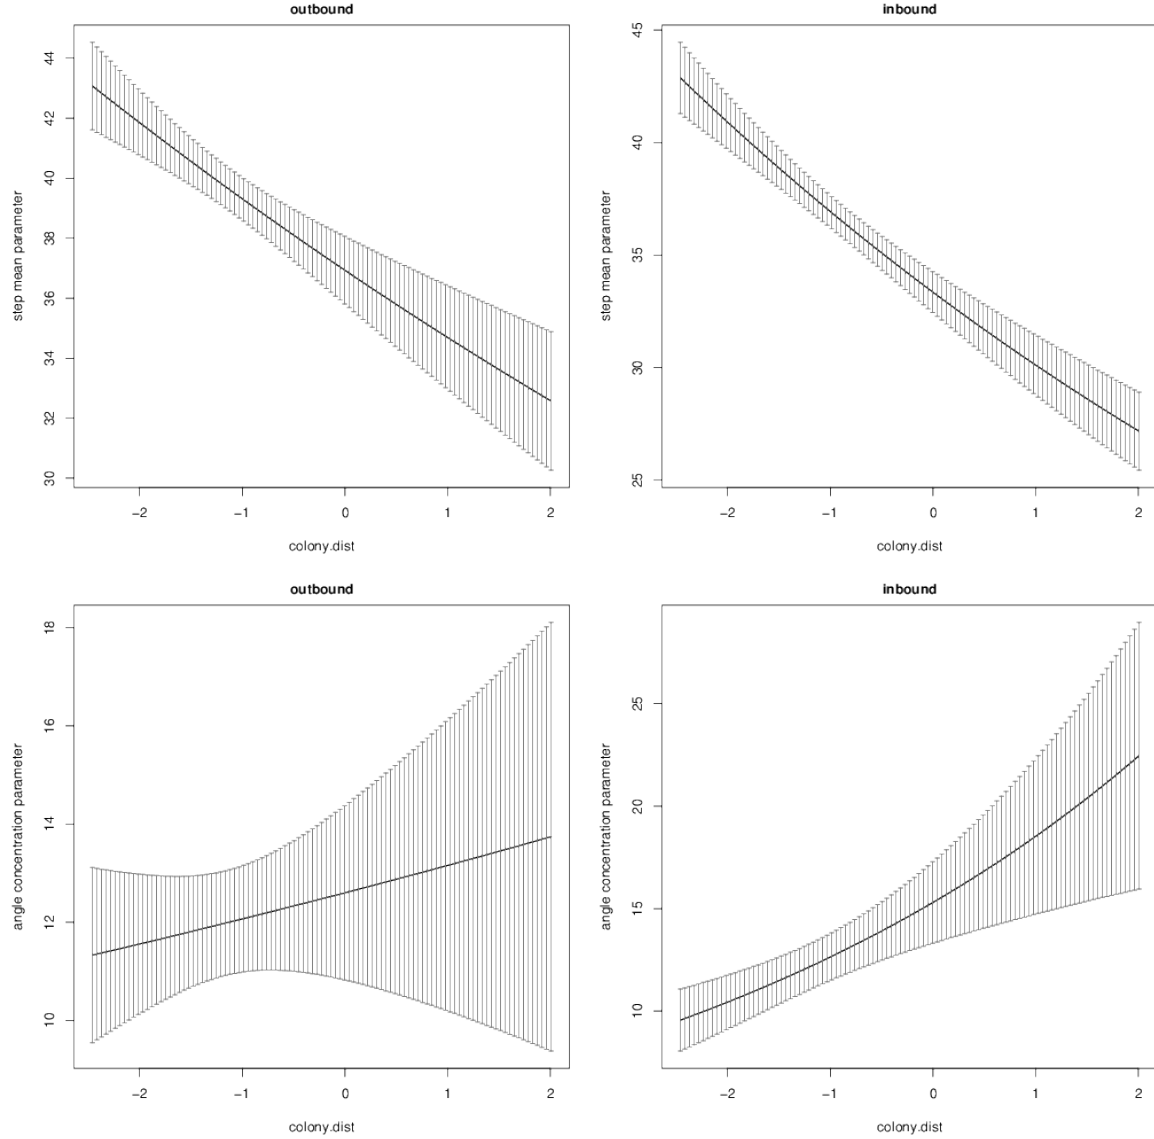 outbound
44
42
40
38
36
34
32
30
step mean parameter
−2 −1 0 1 2
colony.dist
inbound
45
40
35
30
25
step mean parameter
−2 −1 0 1 2
colony.dist
outbound
18
16
14
12
10
angle concentration parameter
−2 −1 0 1 2
colony.dist
inbound
25
20
15
10
angle concentration parameter
−2 −1 0 1 2
colony.dist